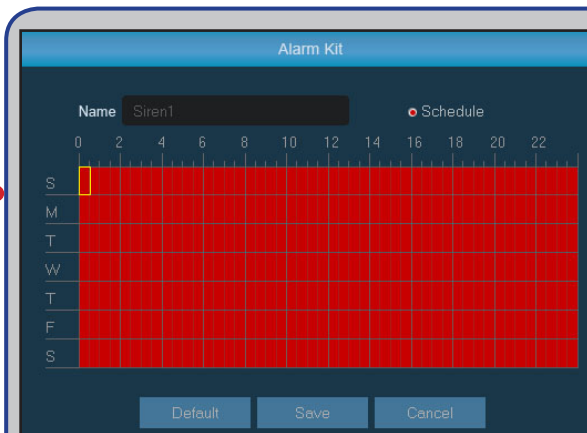 Alarm Kit
Name Siren1 Schedule
0 2 4 6 8 10 12 14 16 18 20 22
S
M
T
W
T
F
S
Default Save Cancel